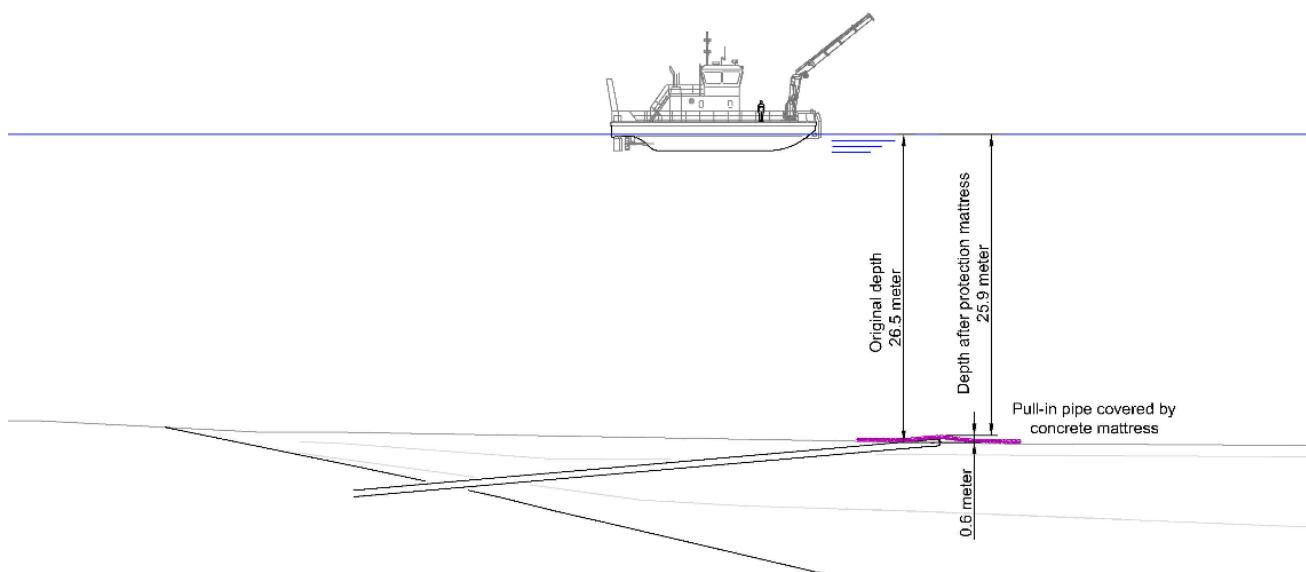 Original depth
26.5 meter
Depth after protection mattress
25.9 meter
Pull-in pipe covered by
concrete mattress
0.6 meter